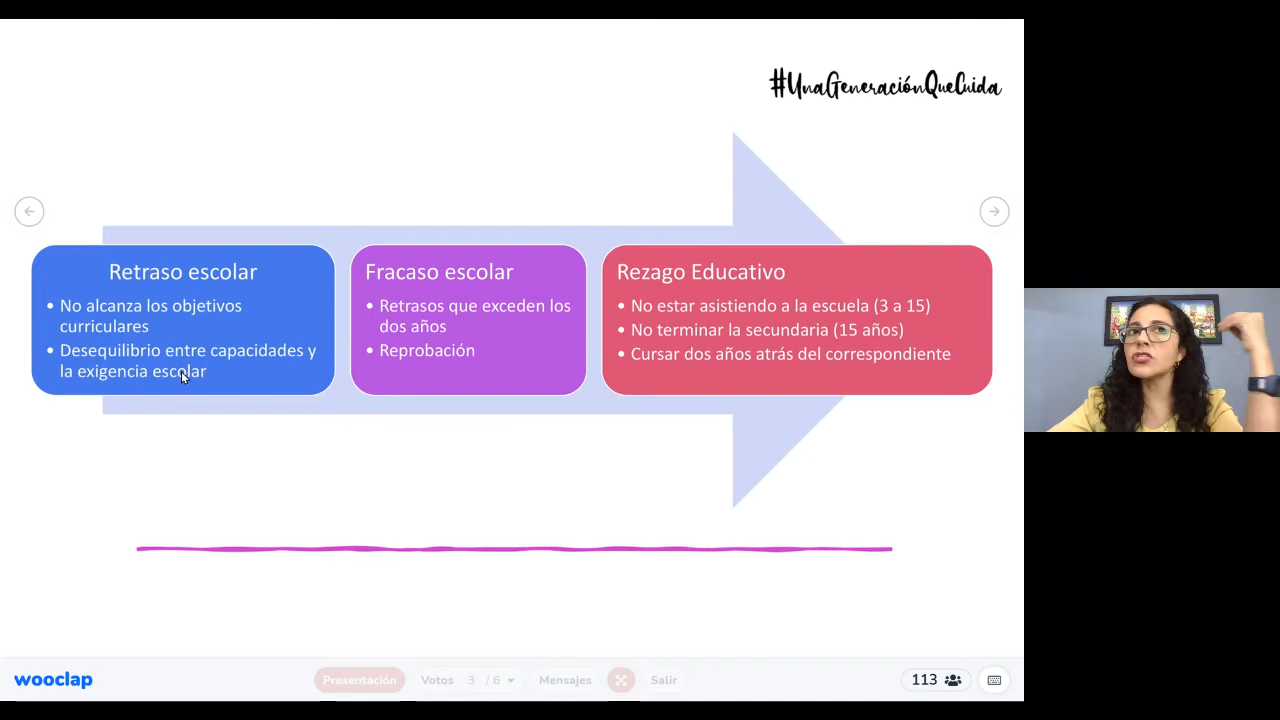 #UnaGeneraciónQueCuida
Retraso escolar
• No alcanza los objetivos
curriculares
• Desequilibrio entre capacidades y
la exigencia escolar
Fracaso escolar
• Retrasos que exceden los
dos años
• Reprobación
Rezago Educativo
• No estar asistiendo a la escuela (3 a 15)
• No terminar la secundaria (15 años)
• Cursar dos años atrás del correspondiente
wooclap
Presentación
Votos 3 / 6
Mensajes
Salir
113